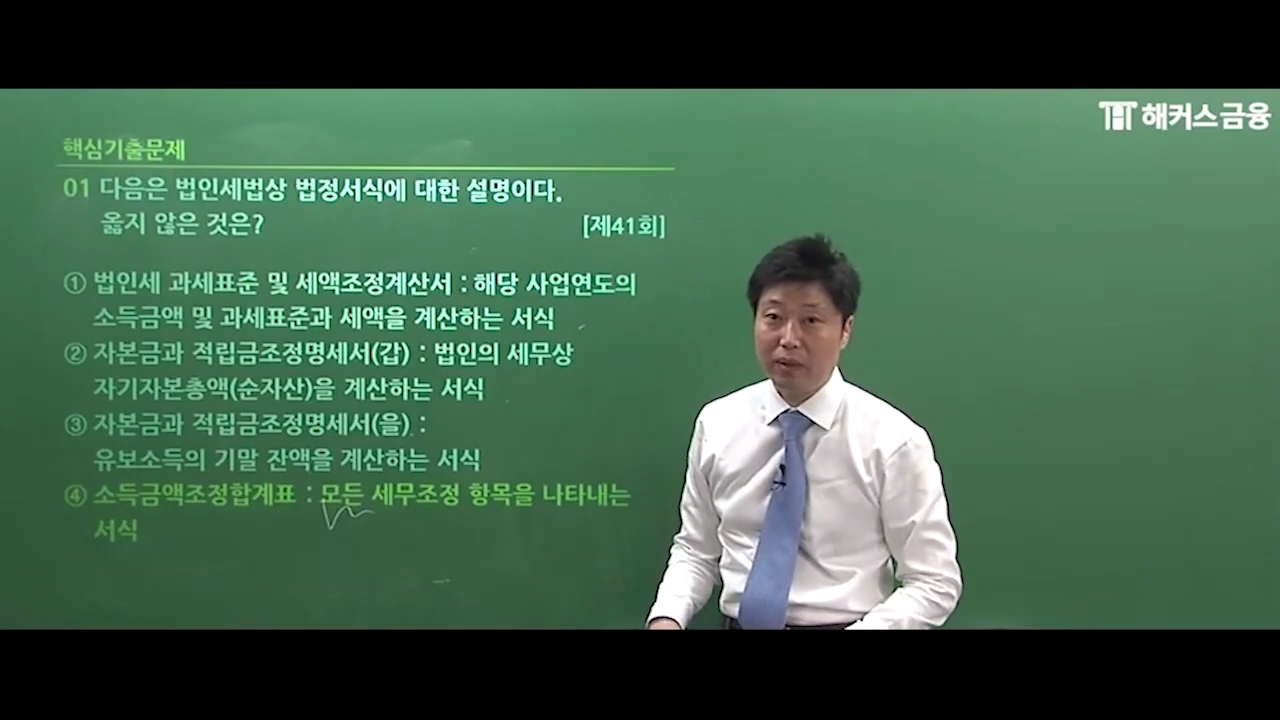 해커스금융
핵심기출문제
01 다음은 법인세법상 법정서식에 대한 설명이다.
옳지 않은 것은? [제41회]
① 법인세 과세표준 및 세액조정계산서 : 해당 사업연도의
소득금액 및 과세표준과 세액을 계산하는 서식
② 자본금과 적립금조정명세서(갑) : 법인의 세무상
자기자본총액(순자산)을 계산하는 서식
③ 자본금과 적립금조정명세서(을) :
유보소득의 기말 잔액을 계산하는 서식
④ 소득금액조정합계표 : 모든 세무조정 항목을 나타내는
서식